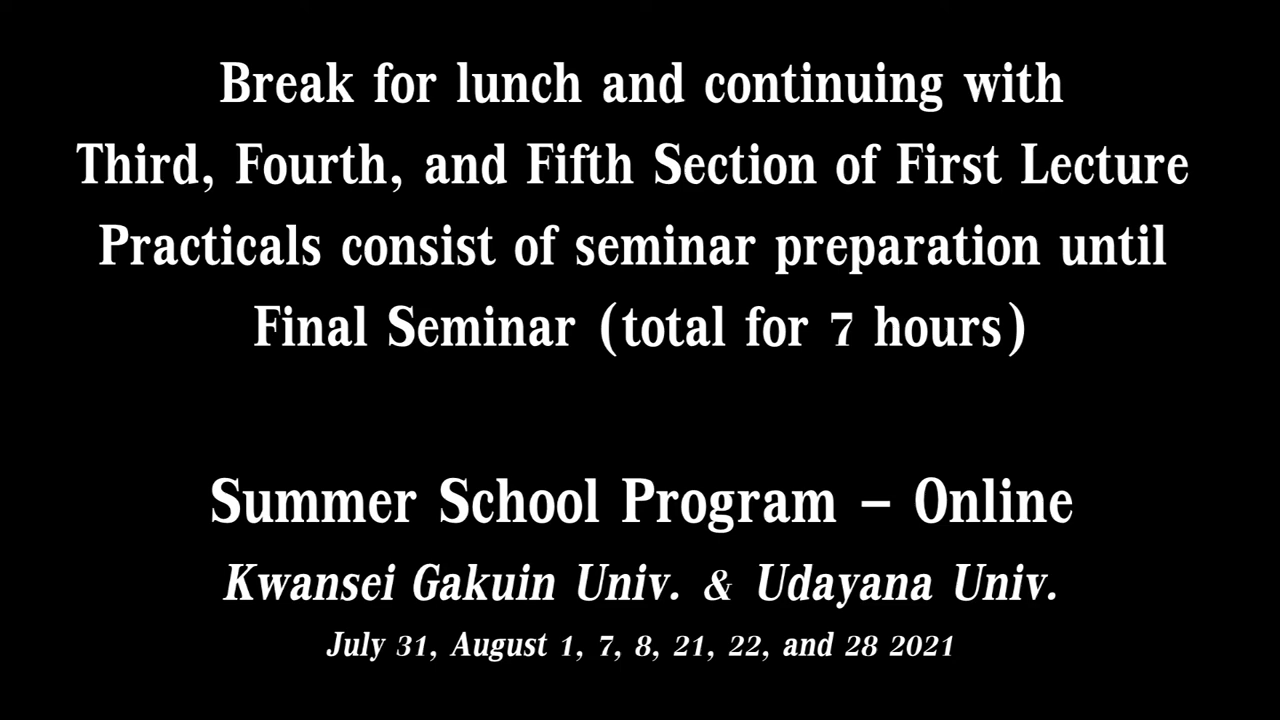 Break for lunch and continuing with
Third, Fourth, and Fifth Section of First Lecture
Practicals consist of seminar preparation until
Final Seminar (total for 7 hours)
Summer School Program – Online
Kwansei Gakuin Univ. & Udayana Univ.
July 31, August 1, 7, 8, 21, 22, and 28 2021